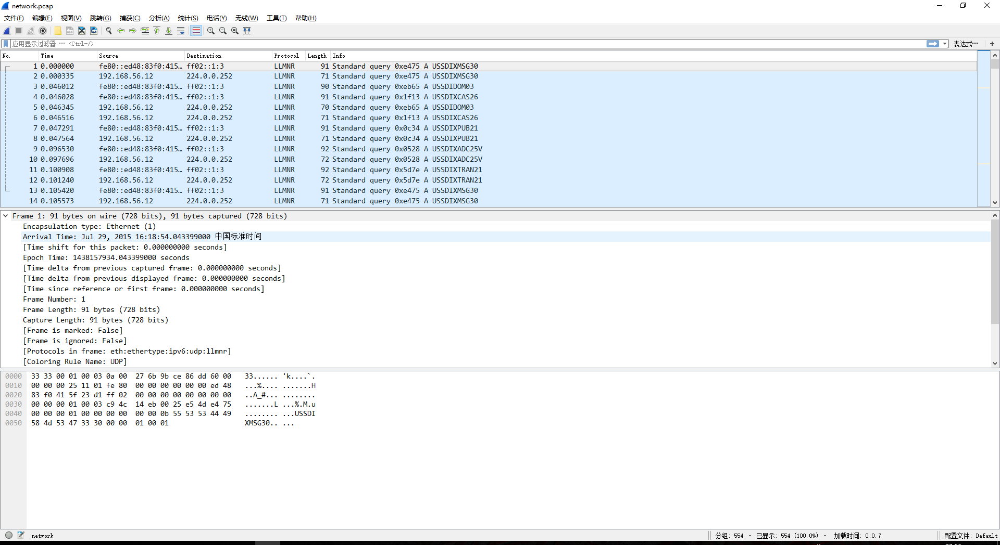 network.pcap
文件(F) 编辑(E) 视图(V) 跳转(G) 捕获(C) 分析(A) 统计(S) 电话(Y) 无线(W) 工具(T) 帮助(H)
应用显示过滤器 … <Ctrl-/> 表达式… +
No. Time Source Destination Protocol Length Info
1 0.000000 fe80::ed48:83f0:415… ff02::1:3 LLMNR 91 Standard query 0xe475 A USSDIXMSG30
2 0.000335 192.168.56.12 224.0.0.252 LLMNR 71 Standard query 0xe475 A USSDIXMSG30
3 0.046012 fe80::ed48:83f0:415… ff02::1:3 LLMNR 90 Standard query 0xeb65 A USSDIDOM03
4 0.046028 fe80::ed48:83f0:415… ff02::1:3 LLMNR 91 Standard query 0x1f13 A USSDIXCAS26
5 0.046345 192.168.56.12 224.0.0.252 LLMNR 70 Standard query 0xeb65 A USSDIDOM03
6 0.046516 192.168.56.12 224.0.0.252 LLMNR 71 Standard query 0x1f13 A USSDIXCAS26
7 0.047291 fe80::ed48:83f0:415… ff02::1:3 LLMNR 91 Standard query 0x0c34 A USSDIXPUB21
8 0.047564 192.168.56.12 224.0.0.252 LLMNR 71 Standard query 0x0c34 A USSDIXPUB21
9 0.096530 fe80::ed48:83f0:415… ff02::1:3 LLMNR 92 Standard query 0x0528 A USSDIXADC25V
10 0.097696 192.168.56.12 224.0.0.252 LLMNR 72 Standard query 0x0528 A USSDIXADC25V
11 0.100908 fe80::ed48:83f0:415… ff02::1:3 LLMNR 92 Standard query 0x5d7e A USSDIXTRAN21
12 0.101240 192.168.56.12 224.0.0.252 LLMNR 72 Standard query 0x5d7e A USSDIXTRAN21
13 0.105420 fe80::ed48:83f0:415… ff02::1:3 LLMNR 91 Standard query 0xe475 A USSDIXMSG30
14 0.105573 192.168.56.12 224.0.0.252 LLMNR 71 Standard query 0xe475 A USSDIXMSG30
Frame 1: 91 bytes on wire (728 bits), 91 bytes captured (728 bits)
Encapsulation type: Ethernet (1)
Arrival Time: Jul 29, 2015 16:18:54.043399000 中国标准时间
[Time shift for this packet: 0.000000000 seconds]
Epoch Time: 1438157934.043399000 seconds
[Time delta from previous captured frame: 0.000000000 seconds]
[Time delta from previous displayed frame: 0.000000000 seconds]
[Time since reference or first frame: 0.000000000 seconds]
Frame Number: 1
Frame Length: 91 bytes (728 bits)
Capture Length: 91 bytes (728 bits)
[Frame is marked: False]
[Frame is ignored: False]
[Protocols in frame: eth:ethertype:ipv6:udp:llmnr]
[Coloring Rule Name: UDP]
0000 33 33 00 01 00 03 0a 00 27 6b 9b ce 86 dd 60 00 33...... 'k....`.
0010 00 00 00 25 11 01 fe 80 00 00 00 00 00 00 ed 48 ...%.... .......H
0020 83 f0 41 5f 23 d1 ff 02 00 00 00 00 00 00 00 00 ..A_#... ........
0030 00 00 00 01 00 03 c9 4c 14 eb 00 25 e5 4d e4 75 .......L ...%.M.u
0040 00 00 00 01 00 00 00 00 00 00 0b 55 53 53 44 49 ........ ...USSDI
0050 58 4d 53 47 33 30 00 00 01 00 01 XMSG30.. ...
network 分组: 554 · 已显示: 554 (100.0%) · 加载时间: 0:0.7 配置文件: Default